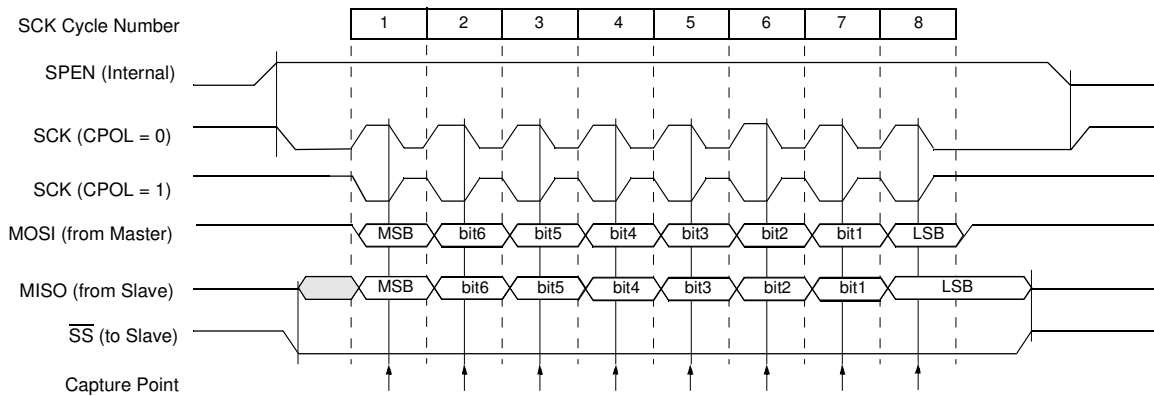 SCK Cycle Number 1 2 3 4 5 6 7 8
SPEN (Internal)
SCK (CPOL = 0)
SCK (CPOL = 1)
MOSI (from Master) MSB bit6 bit5 bit4 bit3 bit2 bit1 LSB
MISO (from Slave) MSB bit6 bit5 bit4 bit3 bit2 bit1 LSB
SS (to Slave)
Capture Point